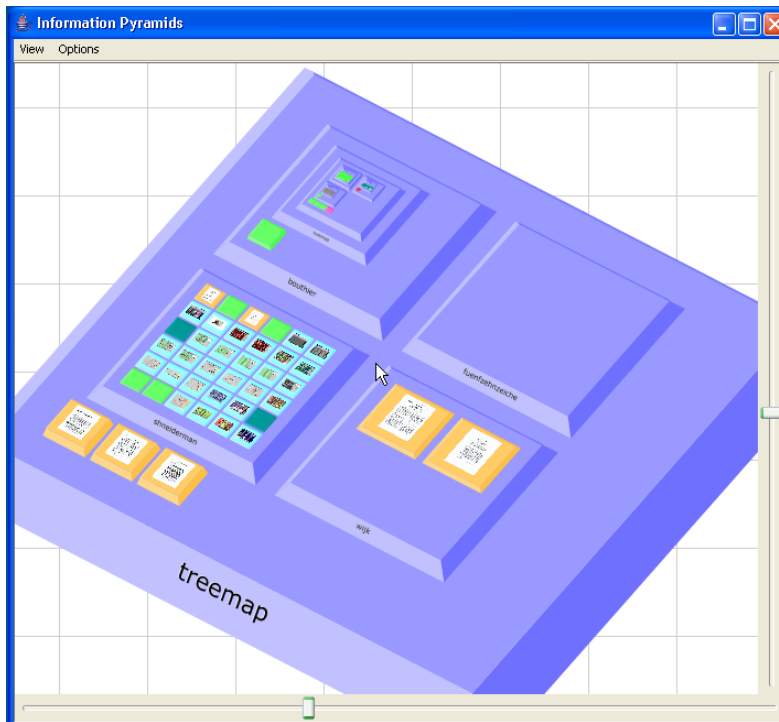 Information Pyramids
View Options
bouthier
fuenfzehnzeiche
shneiderman
wijk
treemap